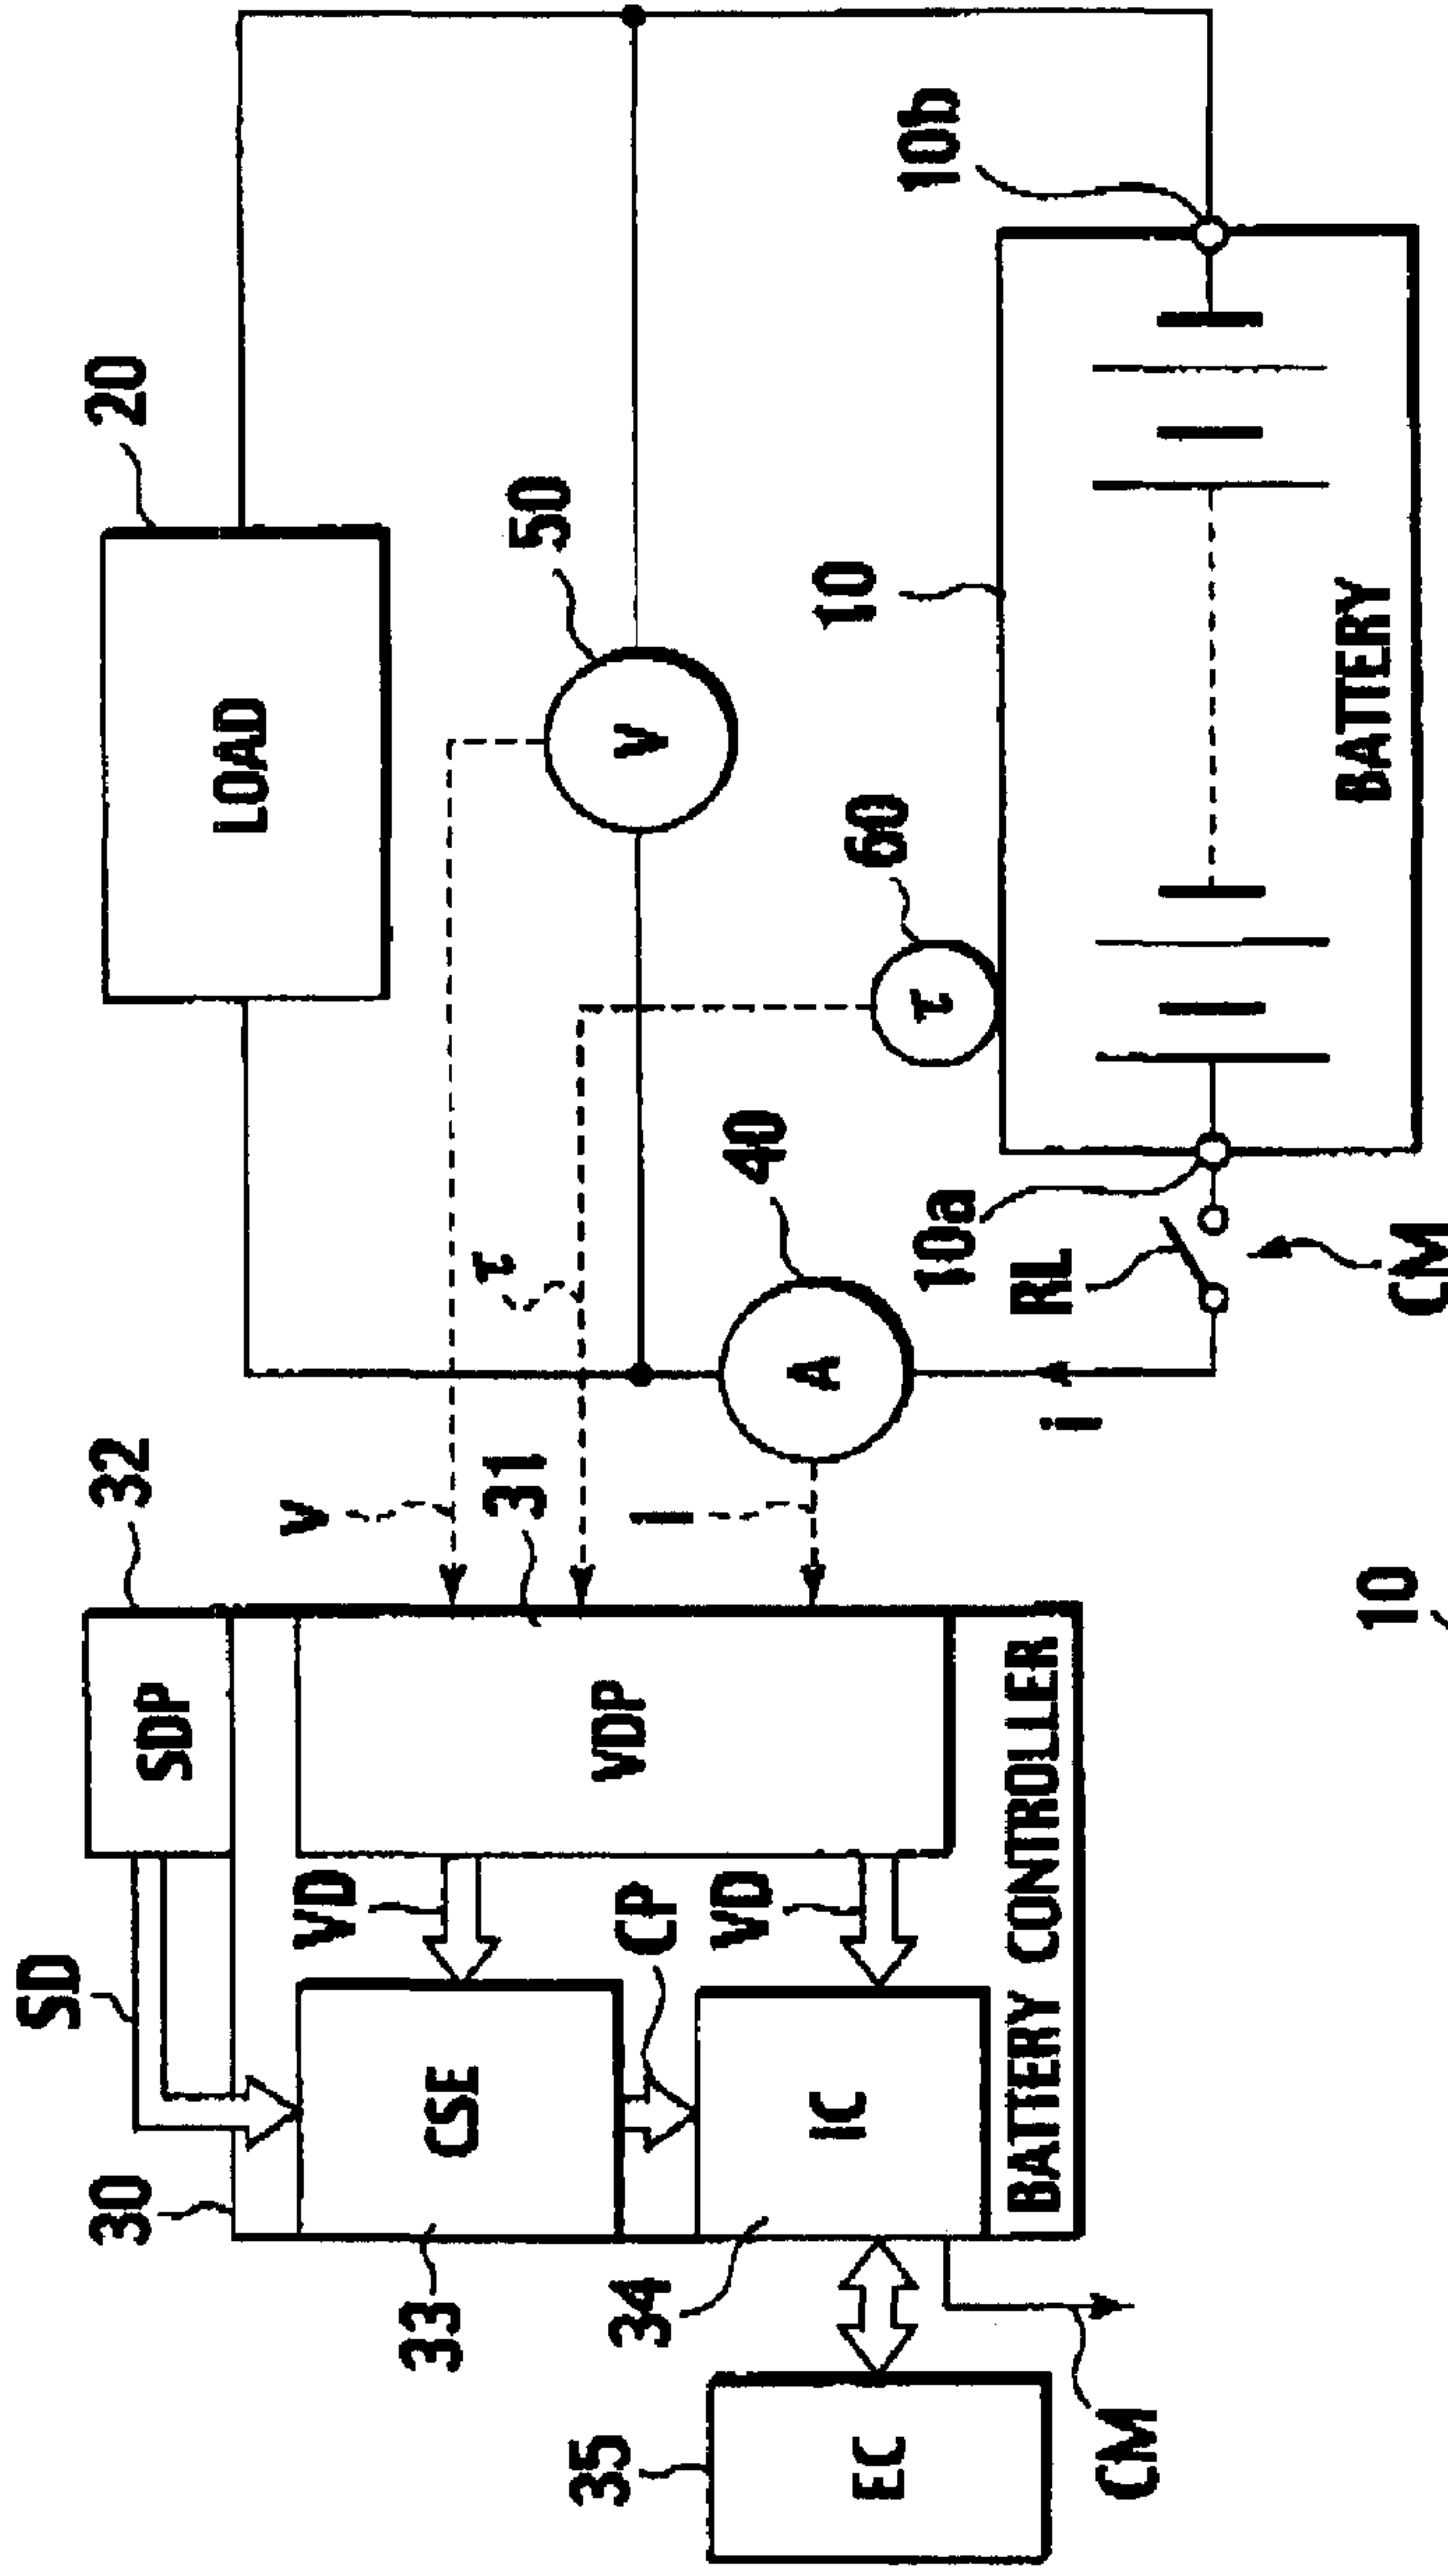 SD
30
32
SDP
VD
31
VDP
CSE
33
CP
VD
34
IC
BATTERY CONTROLLER
35
EC
CM
v
τ
I
20
LOAD
50
V
40
A
i
60
τ
10
10a
10b
RL
CM
BATTERY
10